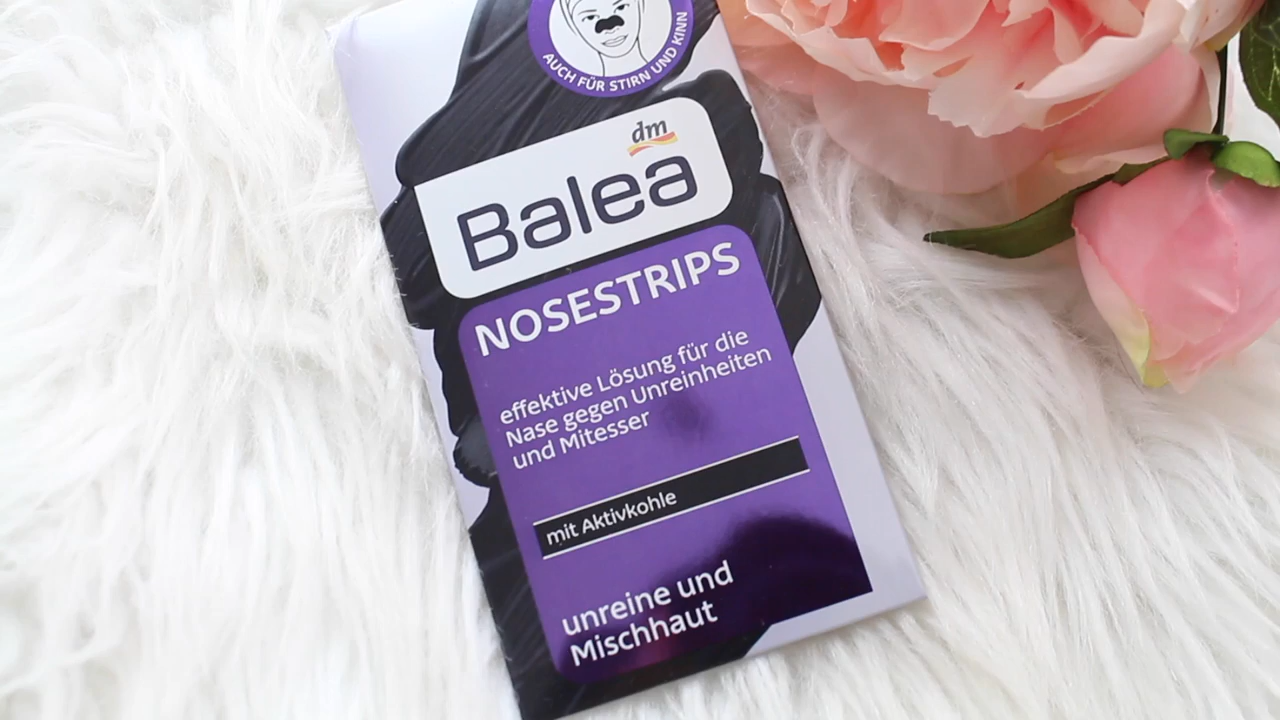 AUCH FÜR STIRN UND KINN
dm
Balea
NOSESTRIPS
effektive Lösung für die
Nase gegen Unreinheiten
und Mitesser
mit Aktivkohle
unreine und
Mischhaut